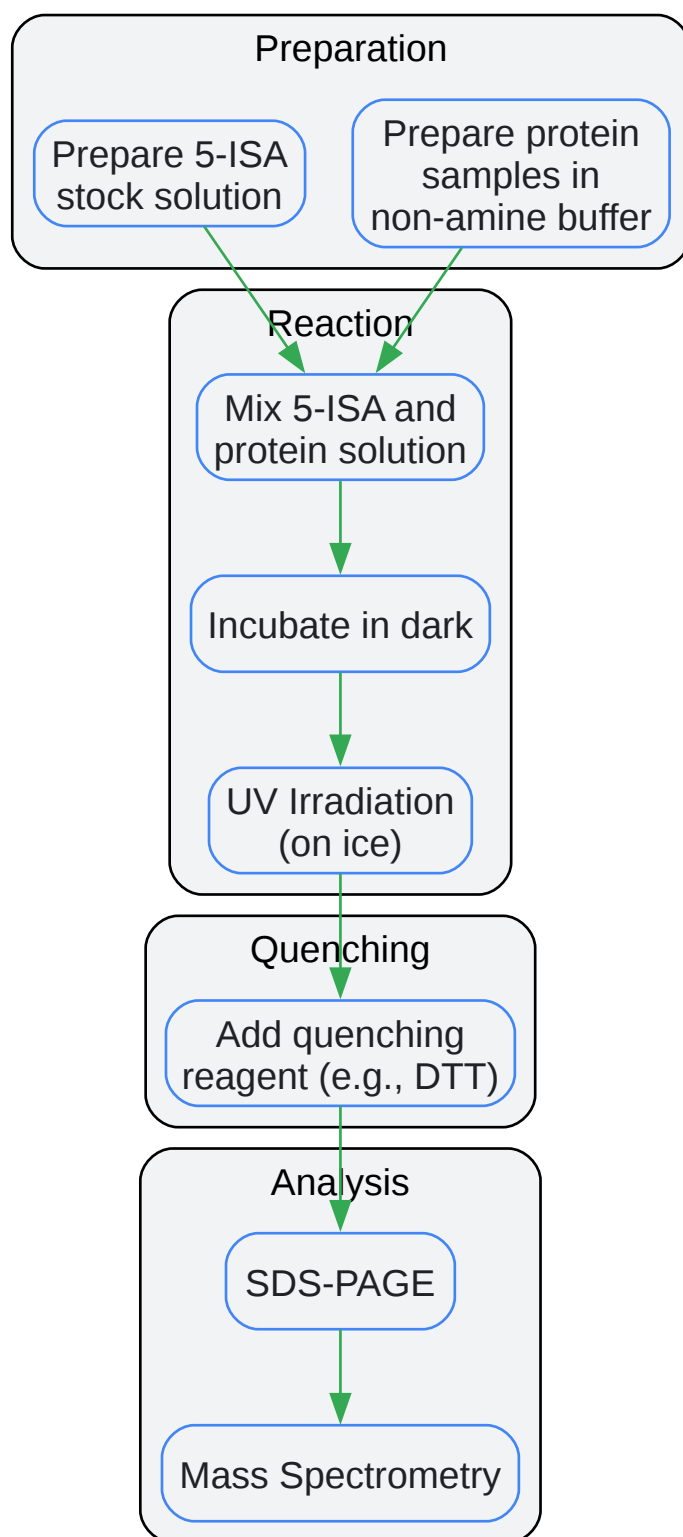 Preparation
Prepare 5-ISA
stock solution
Prepare protein
samples in
non-amine buffer
Reaction
Mix 5-ISA and
protein solution
Incubate in dark
UV Irradiation
(on ice)
Quenching
Add quenching
reagent (e.g., DTT)
Analysis
SDS-PAGE
Mass Spectrometry